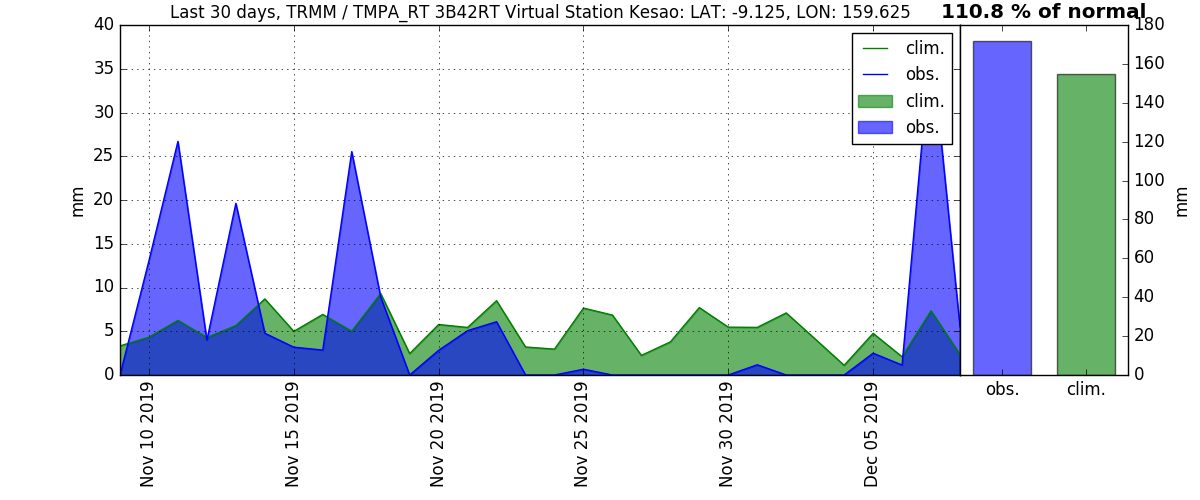 Last 30 days, TRMM / TMPA_RT 3B42RT Virtual Station Kesao: LAT: -9.125, LON: 159.625
110.8 % of normal
40
35
30
25
20
15
10
5
0
mm
clim.
obs.
clim.
obs.
Nov 10 2019
Nov 15 2019
Nov 20 2019
Nov 25 2019
Nov 30 2019
Dec 05 2019
obs.
clim.
180
160
140
120
100
80
60
40
20
0
mm